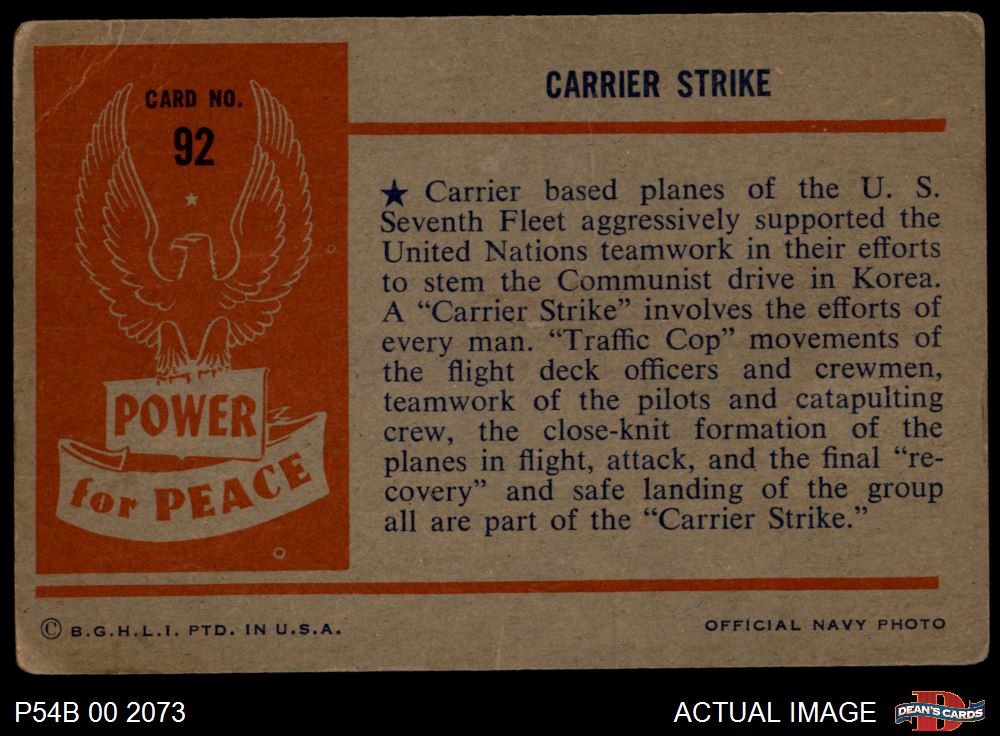 CARD NO.
92
POWER
for PEACE
CARRIER STRIKE
★ Carrier based planes of the U. S.
Seventh Fleet aggressively supported the
United Nations teamwork in their efforts
to stem the Communist drive in Korea.
A “Carrier Strike” involves the efforts of
every man. “Traffic Cop” movements of
the flight deck officers and crewmen,
teamwork of the pilots and catapulting
crew, the close-knit formation of the
planes in flight, attack, and the final “re-
covery” and safe landing of the group
all are part of the “Carrier Strike.”
© B.G.H.L.I. PTD. IN U.S.A.
OFFICIAL NAVY PHOTO
P54B 00 2073
ACTUAL IMAGE
D
DEAN'S CARDS